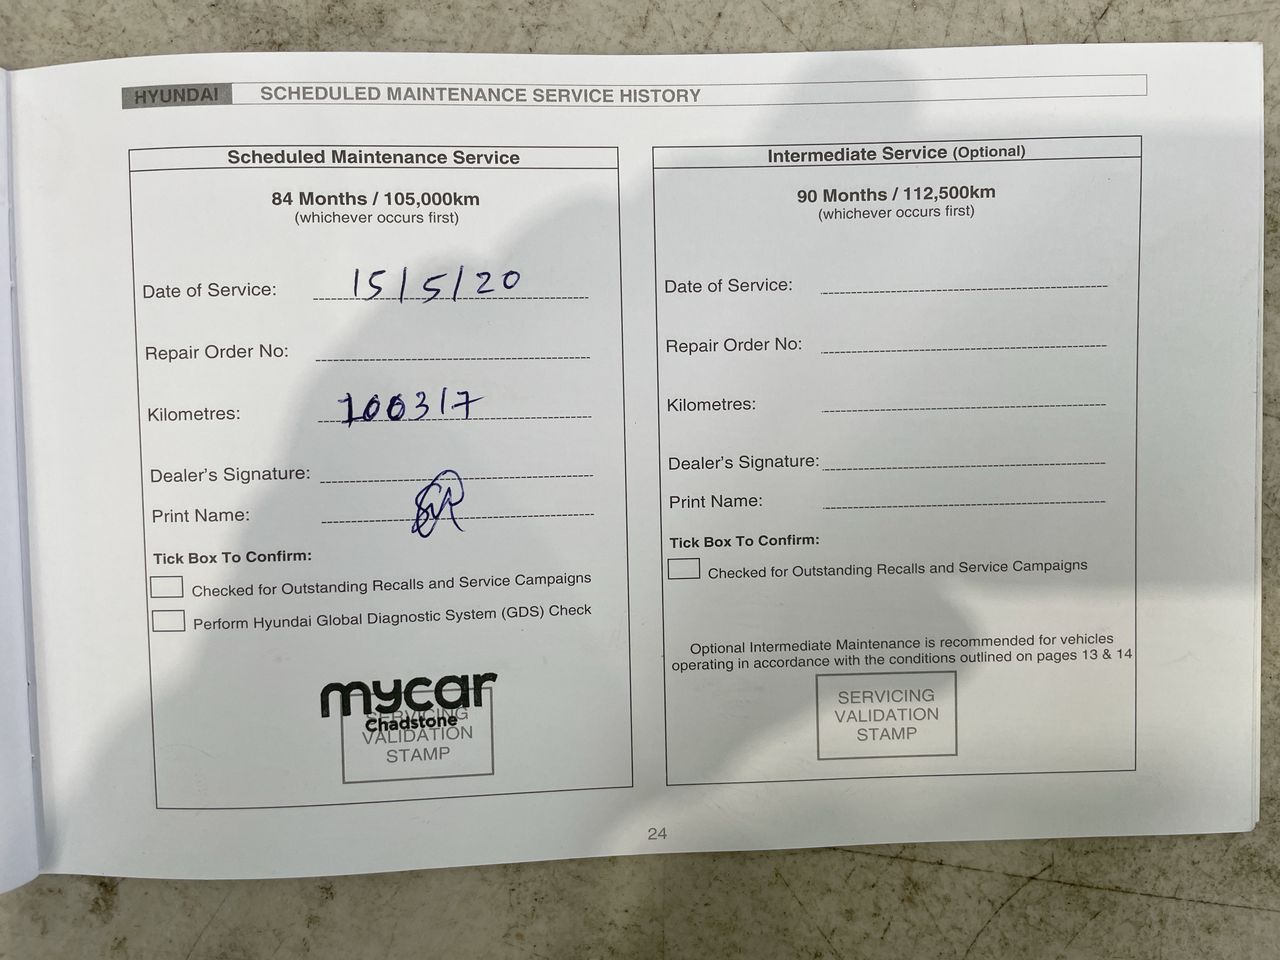 HYUNDAI SCHEDULED MAINTENANCE SERVICE HISTORY
Scheduled Maintenance Service
84 Months / 105,000km
(whichever occurs first)
Date of Service: 15/5/20
Repair Order No:
Kilometres: 100317
Dealer's Signature:
Print Name:
Tick Box To Confirm:
Checked for Outstanding Recalls and Service Campaigns
Perform Hyundai Global Diagnostic System (GDS) Check
mycar
Chadstone
SERVICING
VALIDATION
STAMP
Intermediate Service (Optional)
90 Months / 112,500km
(whichever occurs first)
Date of Service:
Repair Order No:
Kilometres:
Dealer's Signature:
Print Name:
Tick Box To Confirm:
Checked for Outstanding Recalls and Service Campaigns
Optional Intermediate Maintenance is recommended for vehicles
operating in accordance with the conditions outlined on pages 13 & 14
SERVICING
VALIDATION
STAMP
24